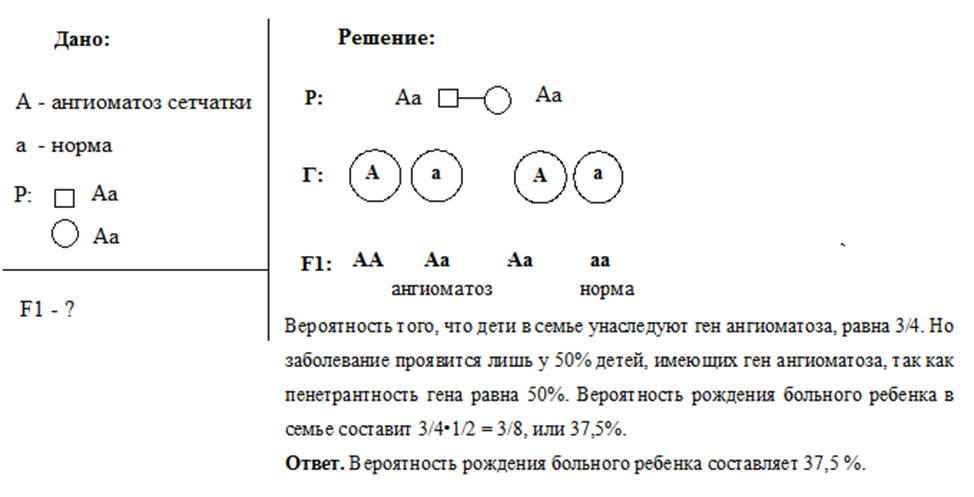 Дано:
А - ангиоматоз сетчатки
а - норма
Р: Аа
Аа
F1 - ?
Решение:
Р: Аа Аа
Г: А а А а
F1: АА Аа Аа аа
ангиоматоз норма
Вероятность того, что дети в семье унаследуют ген ангиоматоза, равна 3/4. Но
заболевание проявится лишь у 50% детей, имеющих ген ангиоматоза, так как
пенетрантность гена равна 50%. Вероятность рождения больного ребенка в
семье составит 3/4•1/2 = 3/8, или 37,5%.
Ответ. Вероятность рождения больного ребенка составляет 37,5 %.